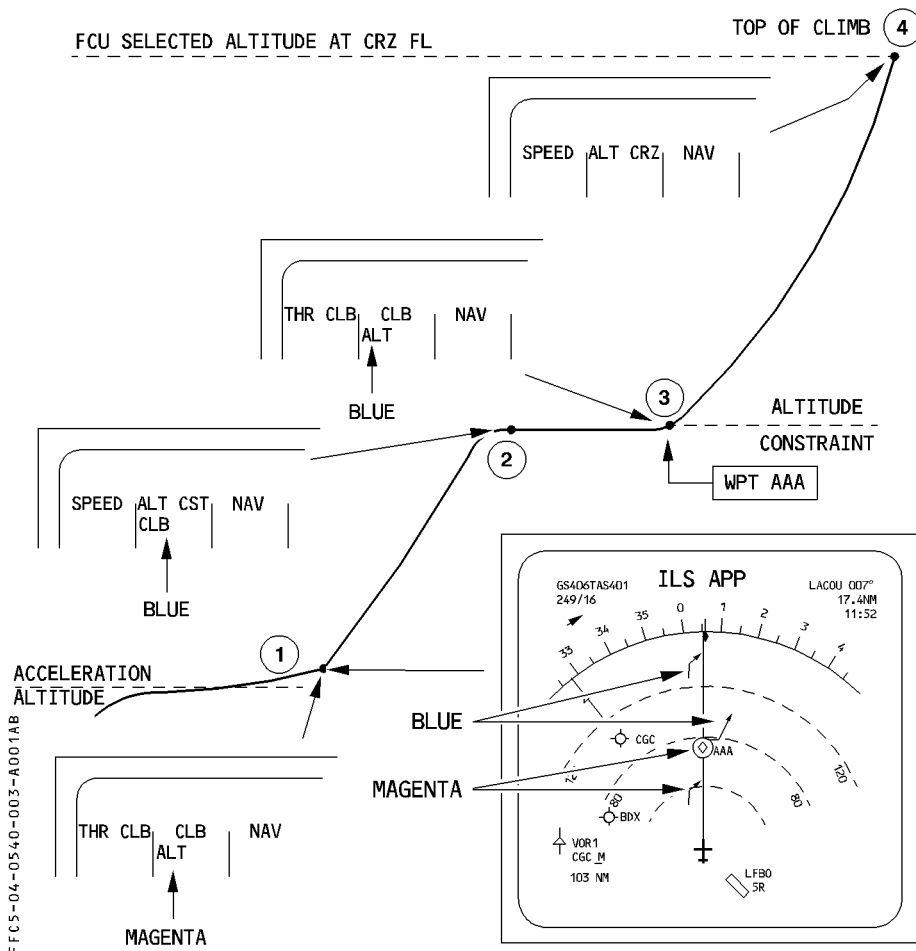 TOP OF CLIMB 4
FCU SELECTED ALTITUDE AT CRZ FL
SPEED ALT CRZ NAV
THR CLB CLB NAV
ALT
BLUE
3
ALTITUDE
CONSTRAINT
2
WPT AAA
SPEED ALT CST NAV
CLB
BLUE
1
ACCELERATION
ALTITUDE
THR CLB CLB NAV
ALT
MAGENTA
ILS APP
GS406TAS401
249/16
LACOU 007°
17.4NM
11:52
33 34 35 0 1 2 3 4
BLUE
CGC
AAA
MAGENTA
120
80
80
BDX
VOR1
CGC M
103 NM
LFBO
5R
FFC5-04-0540-003-A001AB